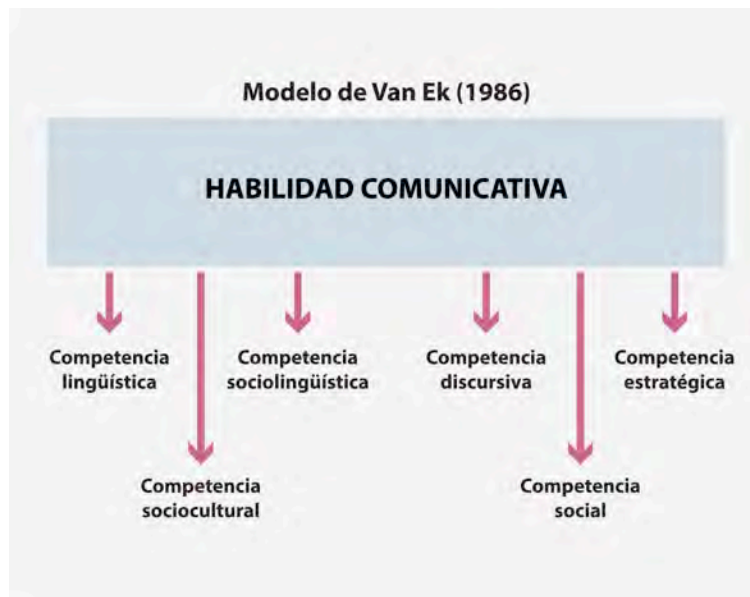 Modelo de Van Ek (1986)
HABILIDAD COMUNICATIVA
Competencia
lingüística
Competencia
sociolingüística
Competencia
discursiva
Competencia
estratégica
Competencia
sociocultural
Competencia
social